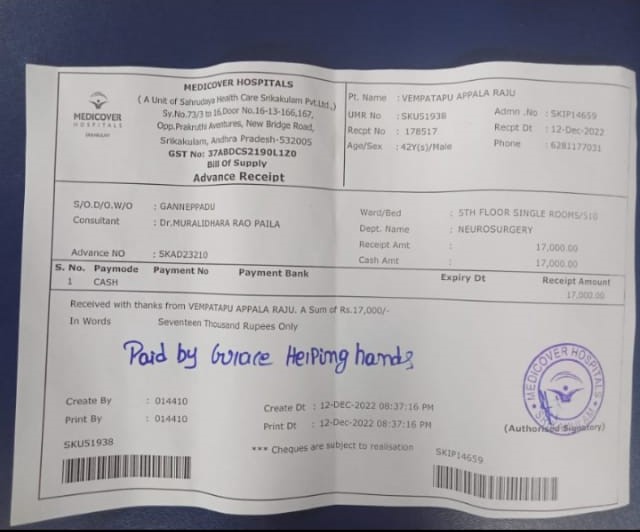 MEDICOVER HOSPITALS
( A Unit of Sahrudaya Health Care Srikakulam Pvt.Ltd.,)
Sy.No.73/3 to 16,Door No.16-13-166,167,
Opp.Prakruthi Aventures, New Bridge Road,
Srikakulam, Andhra Pradesh-532005
GST No: 37ABDCS2190L1Z0
Bill Of Supply
Advance Receipt
MEDICOVER
HOSPITALS
Pt. Name : VEMPATAPU APPALA RAJU
UMR No : SKU51938 Admn .No : SKIP14659
Recpt No : 178517 Recpt Dt : 12-Dec-2022
Age/Sex : 42Y(s)/Male Phone : 6281177031
S/O.D/O.W/O : GANNEPPADU Ward/Bed : 5TH FLOOR SINGLE ROOMS/510
Consultant : Dr.MURALIDHARA RAO PAILA Dept. Name : NEUROSURGERY
Receipt Amt : 17,000.00
Advance NO : SKAD23210 Cash Amt : 17,000.00
S. No. Paymode Payment No Payment Bank Expiry Dt Receipt Amount
1 CASH 17,000.00
Received with thanks from VEMPATAPU APPALA RAJU. A Sum of Rs.17,000/-
In Words Seventeen Thousand Rupees Only
Paid by Grace Helping hands
MEDICOVER HOSPITALS
Create By : 014410 Create Dt : 12-DEC-2022 08:37:16 PM
Print By : 014410 Print Dt : 12-Dec-2022 08:37:16 PM
(Authorised Signatory)
*** Cheques are subject to realisation
SKU51938 SKIP14659